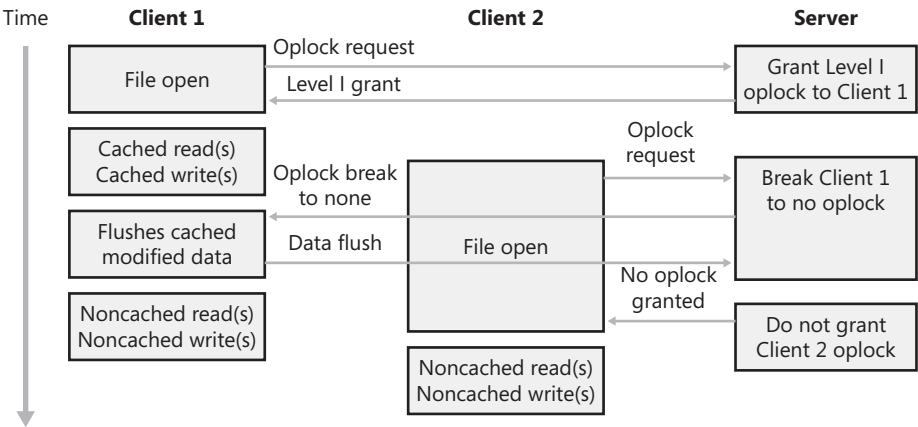 Time
Client 1
Client 2
Server
Oplock request
File open
Level I grant
Grant Level I
oplock to Client 1
Cached read(s)
Cached write(s)
Oplock
request
Oplock break
to none
Break Client 1
to no oplock
Flushes cached
modified data
Data flush
File open
No oplock
granted
Noncached read(s)
Noncached write(s)
Do not grant
Client 2 oplock
Noncached read(s)
Noncached write(s)